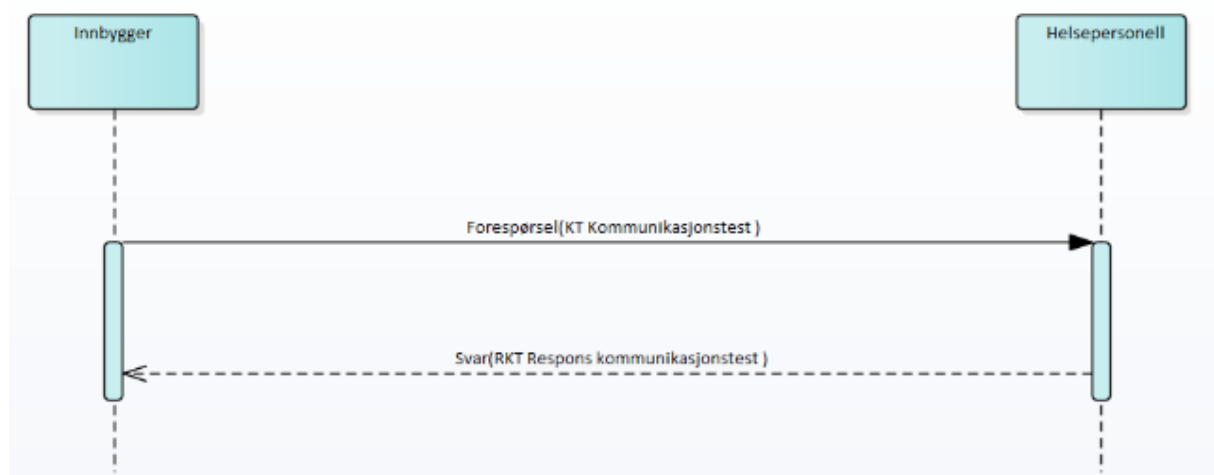 Innbygger
Helsepersonell
Forespørsel(KT Kommunikasjonstest )
Svar(RKT Respons kommunikasjonstest )